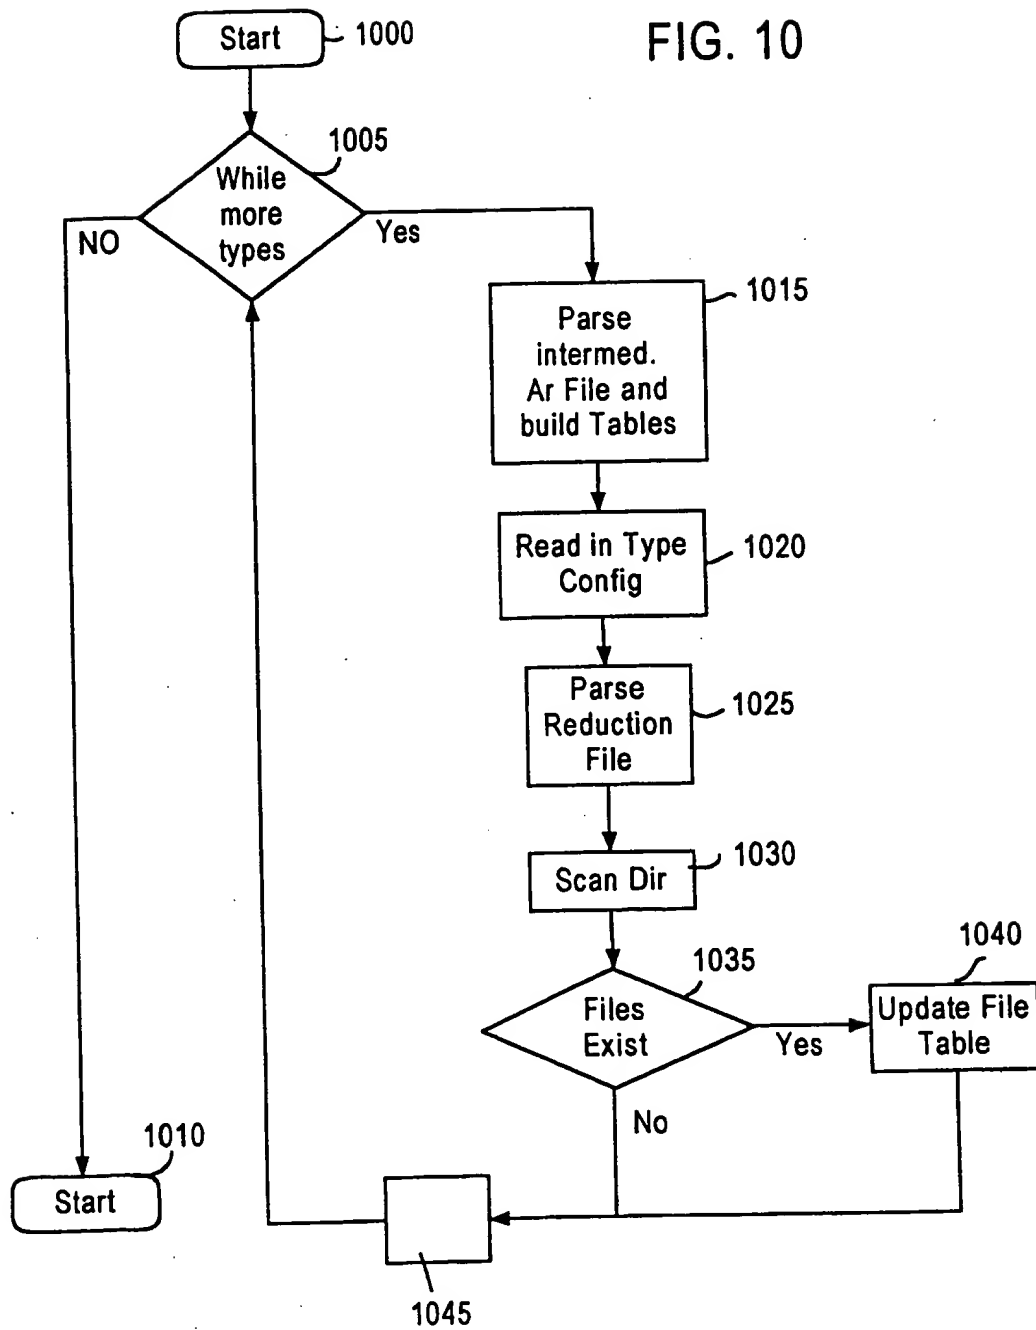 FIG. 10
Start
1000
1005
While
more
types
NO
Yes
1015
Parse
intermed.
Ar File and
build Tables
Read in Type
Config
1020
Parse
Reduction
File
1025
1030
Scan Dir
1035
Files
Exist
Yes
1040
Update File
Table
No
1010
Start
1045